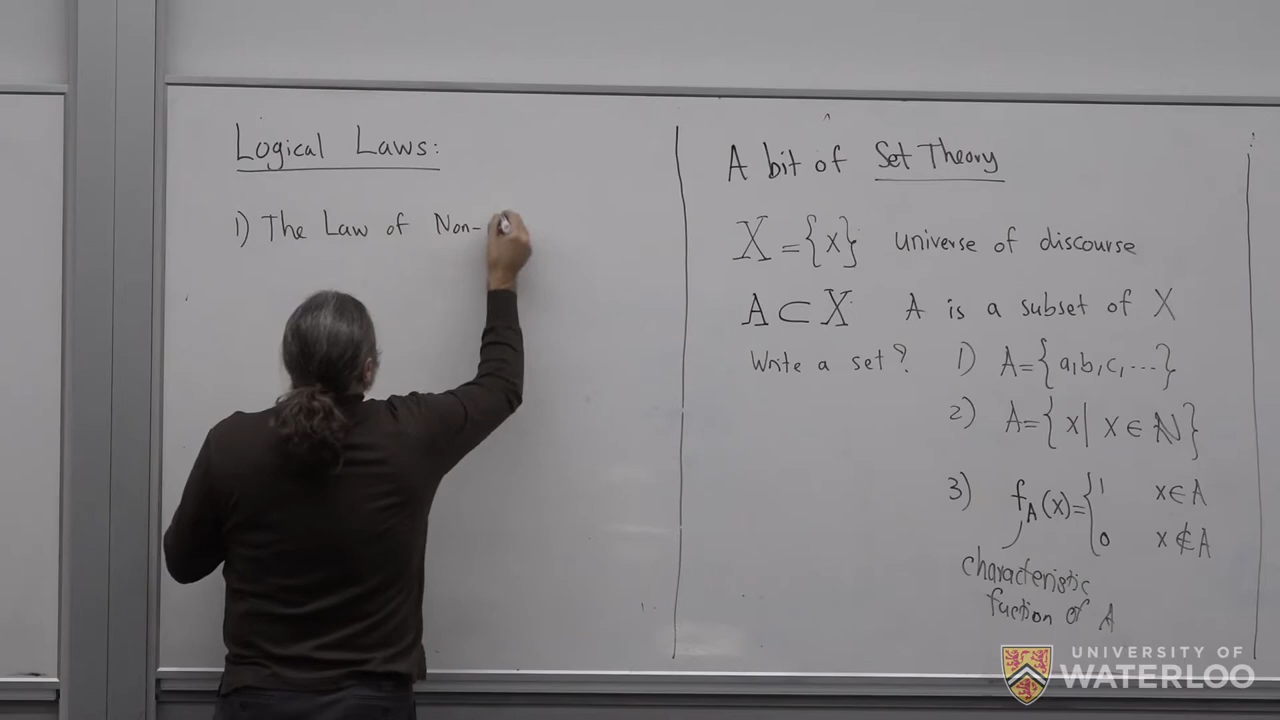 Logical Laws:
1) The Law of Non-
A bit of Set Theory
X = {x} universe of discourse
A ⊂ X A is a subset of X
Write a set? 1) A = {a, b, c, ...}
2) A = {x | x ∈ ℕ}
3) f_A(x) = { 1 x ∈ A
0 x ∉ A
characteristic
fuction of A
UNIVERSITY OF
WATERLOO